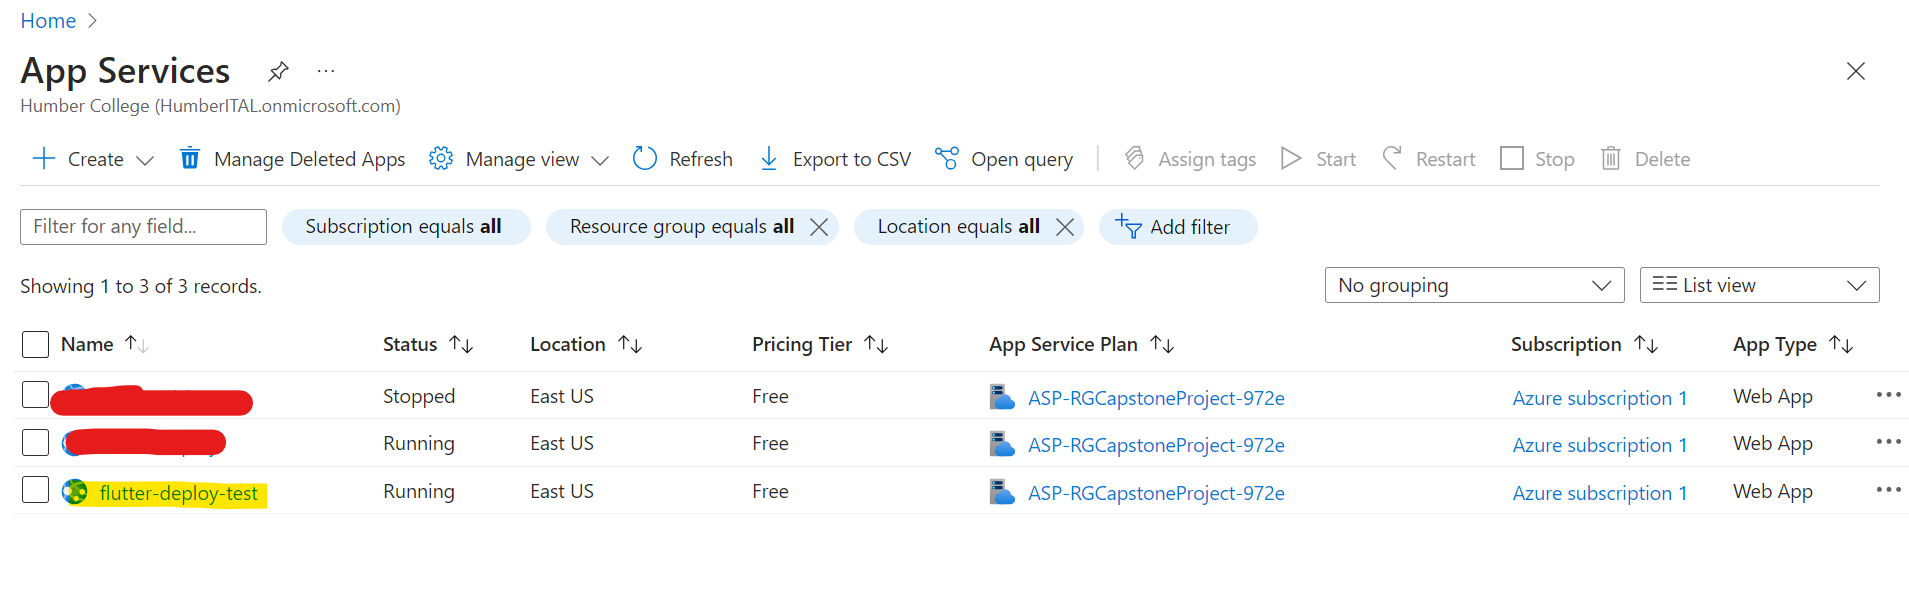 Home
App Services
Humber College (HumberITAL.onmicrosoft.com)
Create Manage Deleted Apps Manage view Refresh Export to CSV Open query Assign tags Start Restart Stop Delete
Filter for any field... Subscription equals all Resource group equals all Location equals all Add filter
Showing 1 to 3 of 3 records. No grouping List view
Name Status Location Pricing Tier App Service Plan Subscription App Type
Stopped East US Free ASP-RGCapstoneProject-972e Azure subscription 1 Web App
Running East US Free ASP-RGCapstoneProject-972e Azure subscription 1 Web App
flutter-deploy-test Running East US Free ASP-RGCapstoneProject-972e Azure subscription 1 Web App